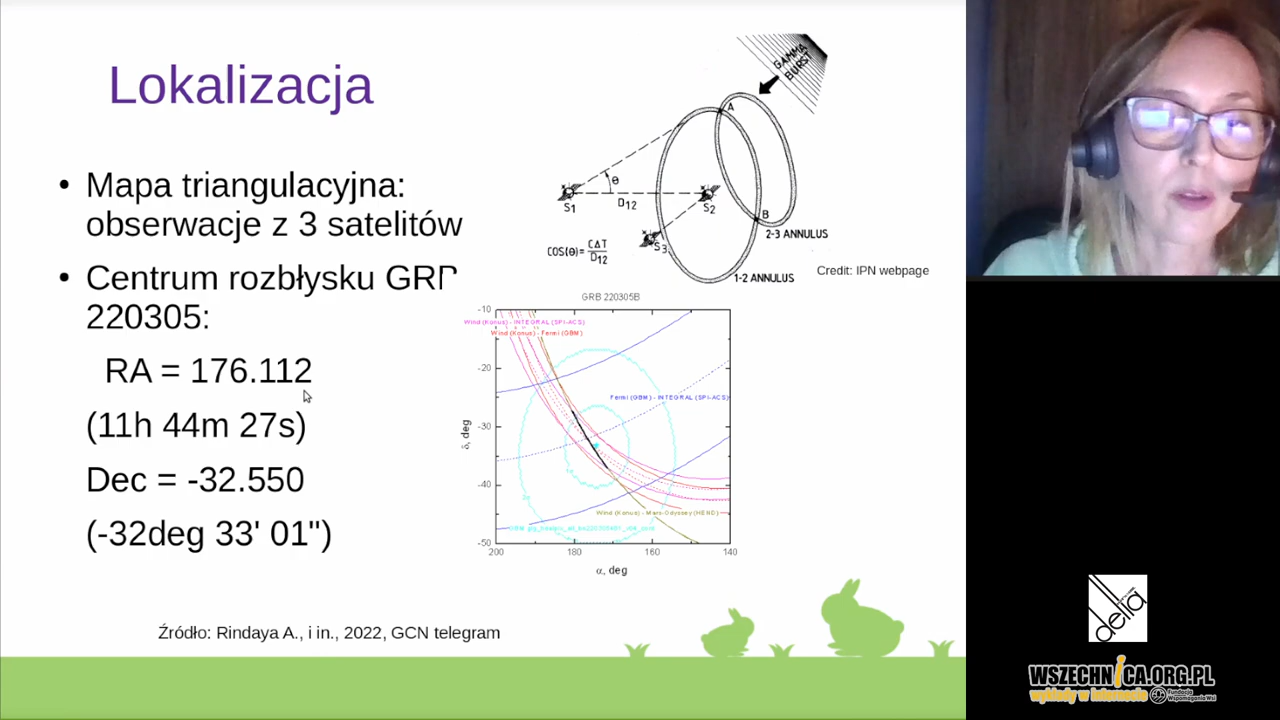 Lokalizacja
• Mapa triangulacyjna:
obserwacje z 3 satelitów
• Centrum rozbłysku GRB
220305:
RA = 176.112
(11h 44m 27s)
Dec = -32.550
(-32deg 33' 01")
Źródło: Rindaya A., i in., 2022, GCN telegram
GAMMA
BURST
A
θ
S1
D12
S2
B
S3
2-3 ANNULUS
COS(θ)= CΔT
D12
1-2 ANNULUS
Credit: IPN webpage
GRB 220305B
-10
Wind (Konus) - INTEGRAL (SPI-ACS)
Wind (Konus) - Fermi (GBM)
-20
Fermi (GBM) - INTEGRAL (SPI-ACS)
-30
δ, deg
-40
Wind (Konus) - Mars-Odyssey (HEND)
-50
200
180
160
140
α, deg
delta
WSZECHNICA.ORG.PL
wykłady w internecie
Fundacja
Wspomagania Wsi